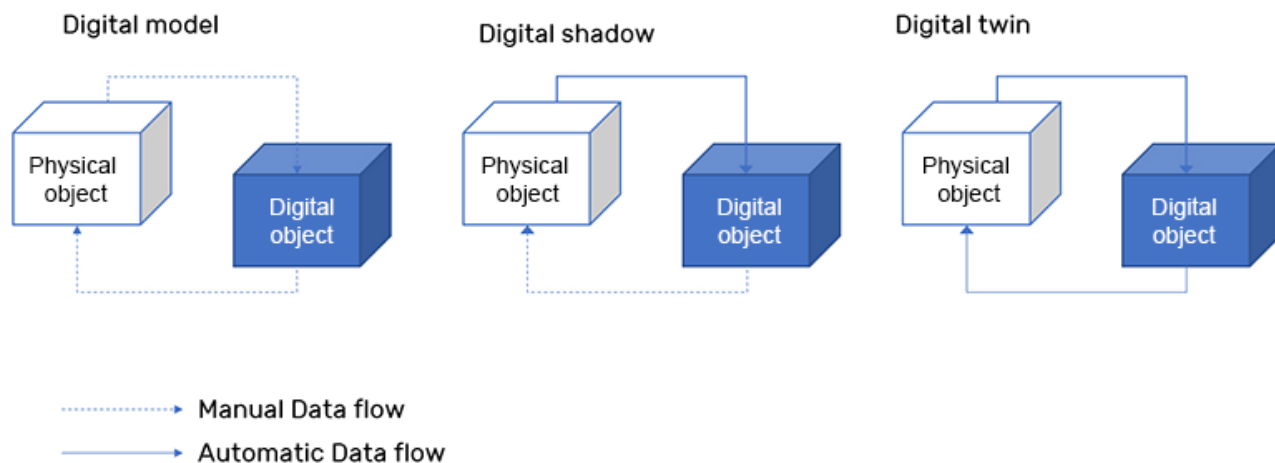 Digital model
Digital shadow
Digital twin
Physical
object
Digital
object
Physical
object
Digital
object
Physical
object
Digital
object
Manual Data flow
Automatic Data flow